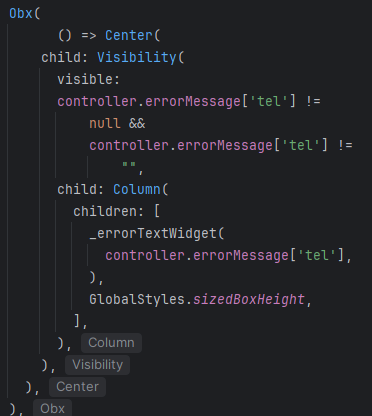 Obx(
() => Center(
child: Visibility(
visible:
controller.errorMessage['tel'] !=
null &&
controller.errorMessage['tel'] !=
"",
child: Column(
children: [
_errorTextWidget(
controller.errorMessage['tel'],
),
GlobalStyles.sizedBoxHeight,
],
), Column
), Visibility
), Center
), Obx